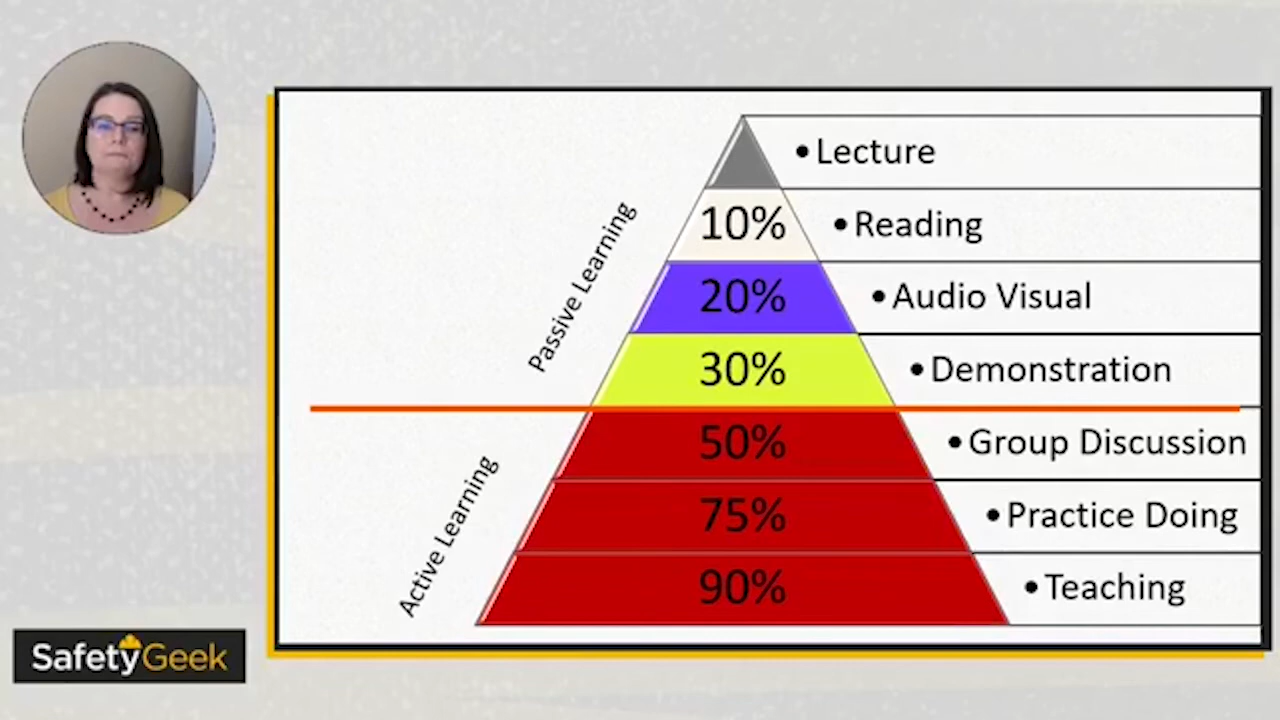 • Lecture
10% • Reading
20% • Audio Visual
30% • Demonstration
Passive Learning
50% • Group Discussion
75% • Practice Doing
90% • Teaching
Active Learning
SafetyGeek